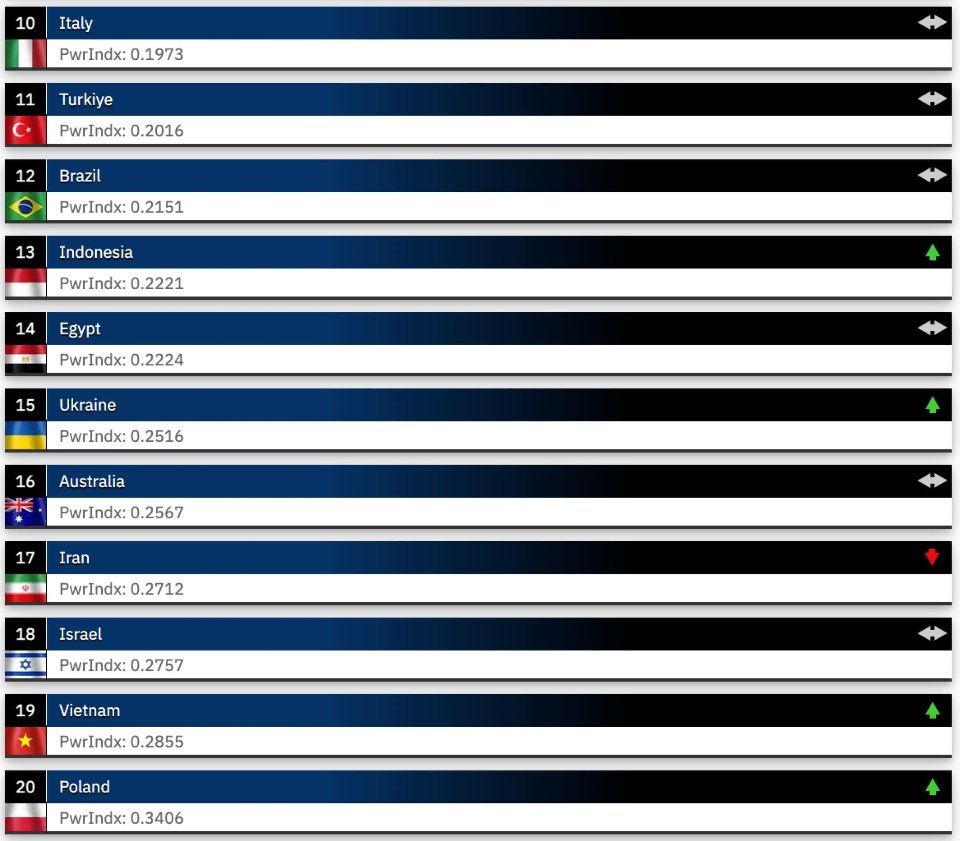 10 Italy
PwrIndx: 0.1973
11 Turkiye
PwrIndx: 0.2016
12 Brazil
PwrIndx: 0.2151
13 Indonesia
PwrIndx: 0.2221
14 Egypt
PwrIndx: 0.2224
15 Ukraine
PwrIndx: 0.2516
16 Australia
PwrIndx: 0.2567
17 Iran
PwrIndx: 0.2712
18 Israel
PwrIndx: 0.2757
19 Vietnam
PwrIndx: 0.2855
20 Poland
PwrIndx: 0.3406